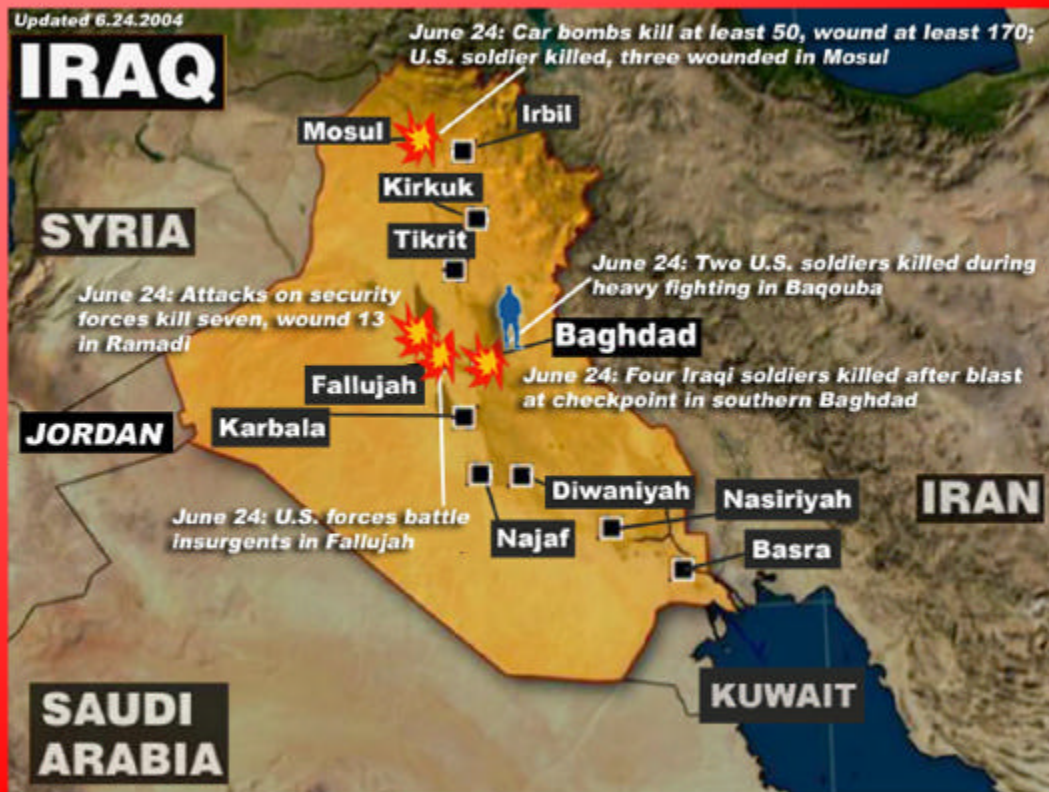 Updated 6.24.2004
IRAQ
June 24: Car bombs kill at least 50, wound at least 170;
U.S. soldier killed, three wounded in Mosul
Mosul
Irbil
Kirkuk
SYRIA
Tikrit
June 24: Two U.S. soldiers killed during
heavy fighting in Baqouba
June 24: Attacks on security
forces kill seven, wound 13
in Ramadi
Baghdad
Fallujah
June 24: Four Iraqi soldiers killed after blast
at checkpoint in southern Baghdad
Karbala
JORDAN
Diwaniyah
Nasiriyah
IRAN
June 24: U.S. forces battle
insurgents in Fallujah
Najaf
Basra
KUWAIT
SAUDI
ARABIA